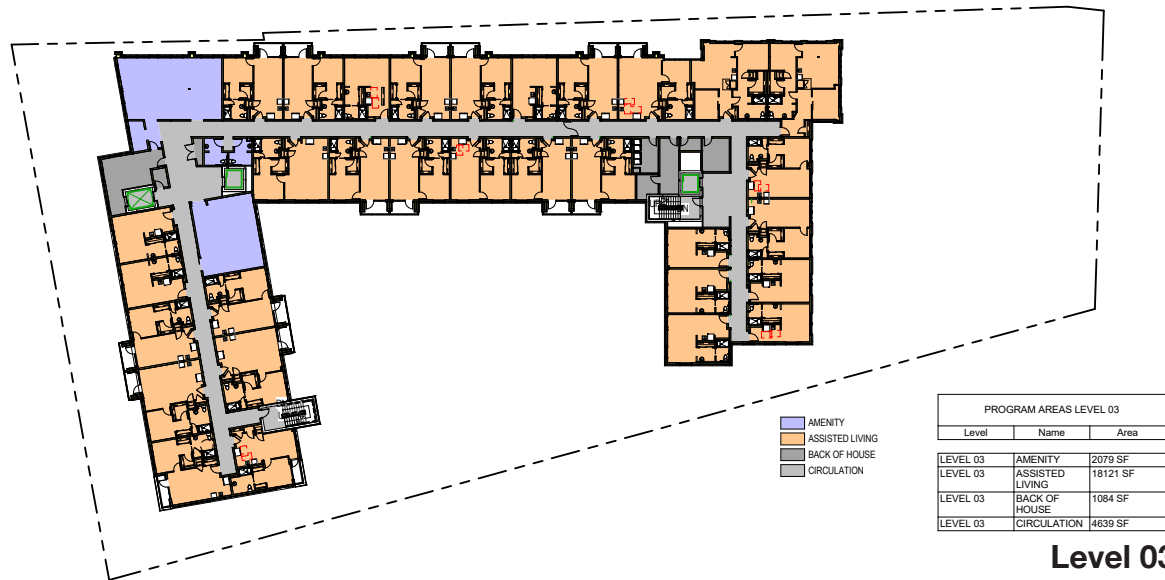 AMENITY
ASSISTED LIVING
BACK OF HOUSE
CIRCULATION
PROGRAM AREAS LEVEL 03
Level Name Area
LEVEL 03 AMENITY 2079 SF
LEVEL 03 ASSISTED 18121 SF
LIVING
LEVEL 03 BACK OF 1084 SF
HOUSE
LEVEL 03 CIRCULATION 4639 SF
Level 03